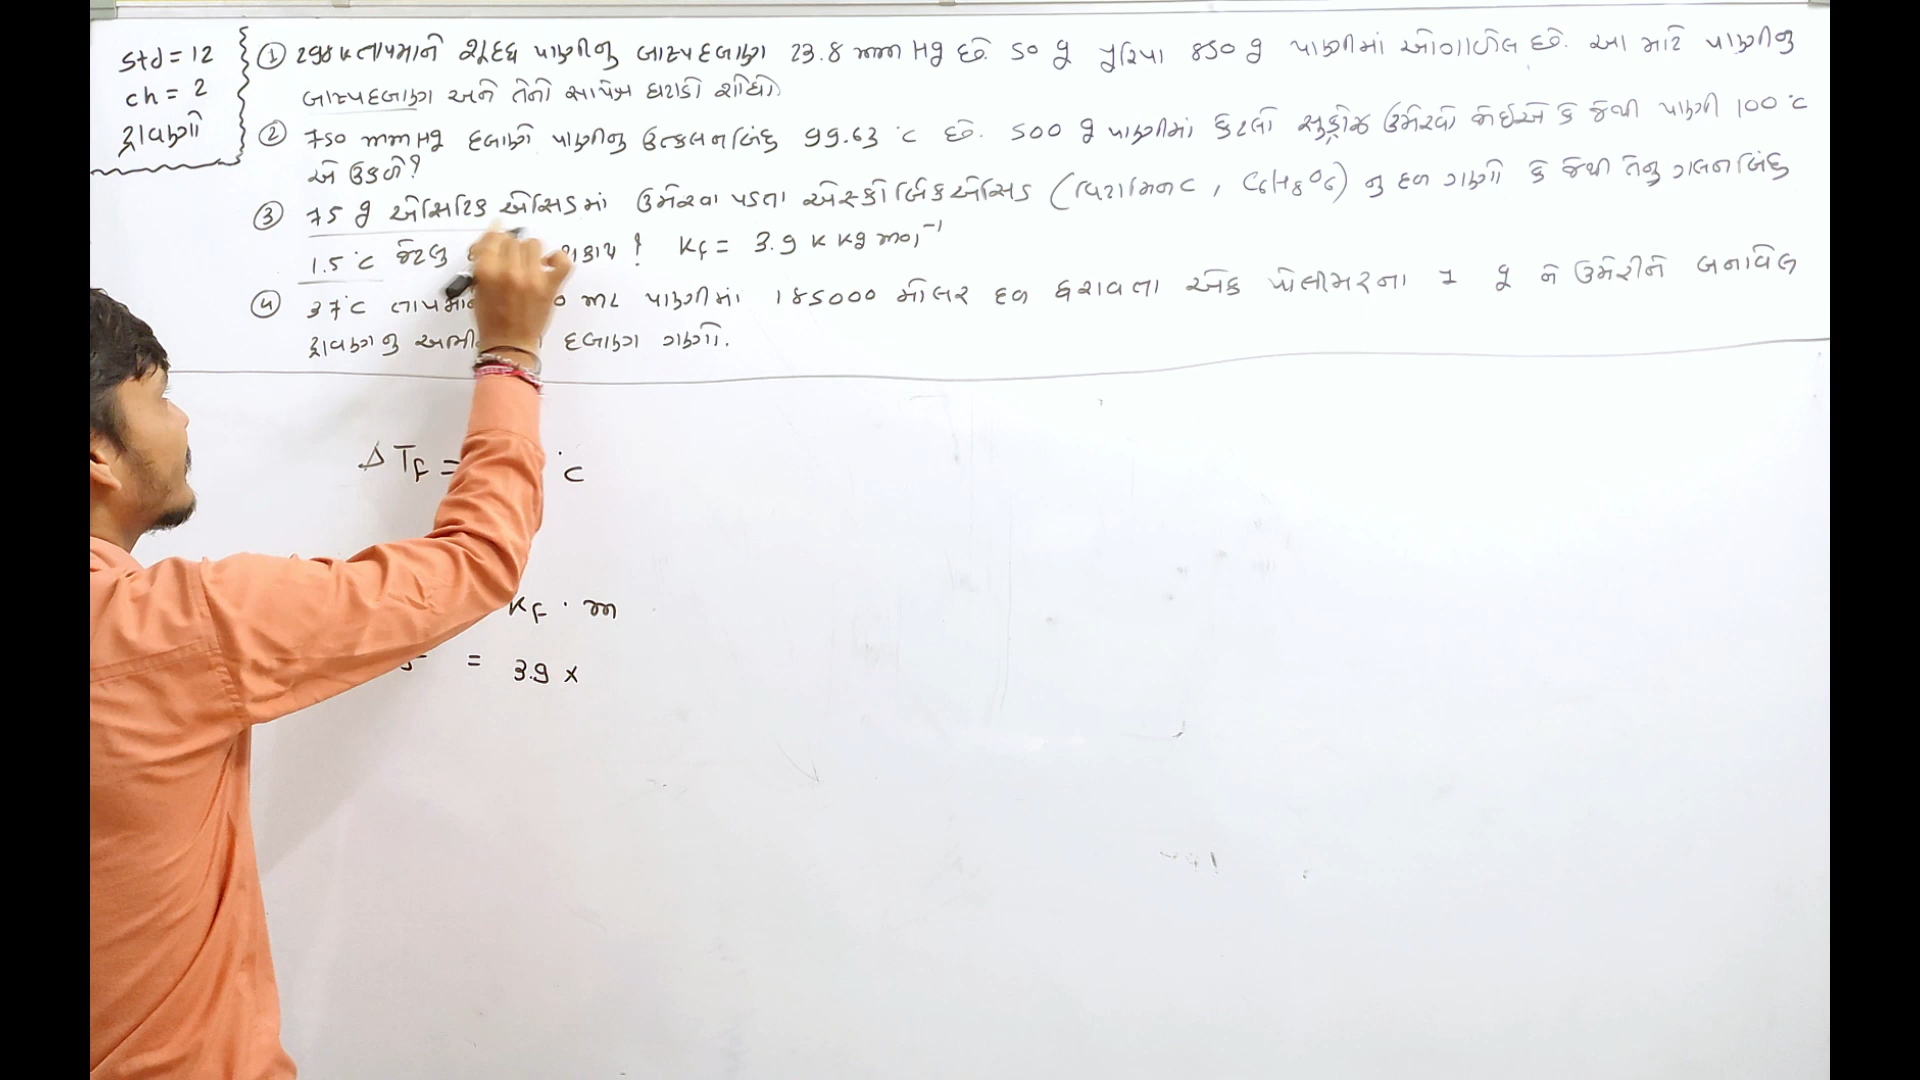 std = 12
ch = 2
દ્રાવણો
① 298 K તાપમાને શુદ્ધ પાણીનુ બાષ્પદબાણ 23.8 mm Hg છે. 50 g યુરિયા 850 g પાણીમાં ઓગાળેલ છે. આ માટે પાણીનુ
બાષ્પદબાણ અને તેનો સાપેક્ષ ઘટાડો શોધો
② 750 mm Hg દબાણે પાણીનુ ઉત્કલનબિંદુ 99.63 °C છે. 500 g પાણીમાં કેટલો સુક્રોઝ ઉમેરવો જોઈએ કે જેથી પાણી 100 °C
એ ઉકળે?
③ 75 g એસિટિક એસિડમાં ઉમેરવા પડતા એસ્કોર્બિક એસિડ (વિટામિન C, C6H8O6) નુ દળ ગણો કે જેથી તેનુ ગલનબિંદુ
1.5 °C જેટલુ શકાય? Kf = 3.9 K kg mol⁻¹
④ 37°C mL પાણીમાં 185000 મોલર દળ ધરાવતા એક પોલીમરના 1 g ને ઉમેરીને બનાવેલ
દ્રાવણનુ દબાણ ગણો.
ΔTf = °C
Kf · m
= 3.9 ×